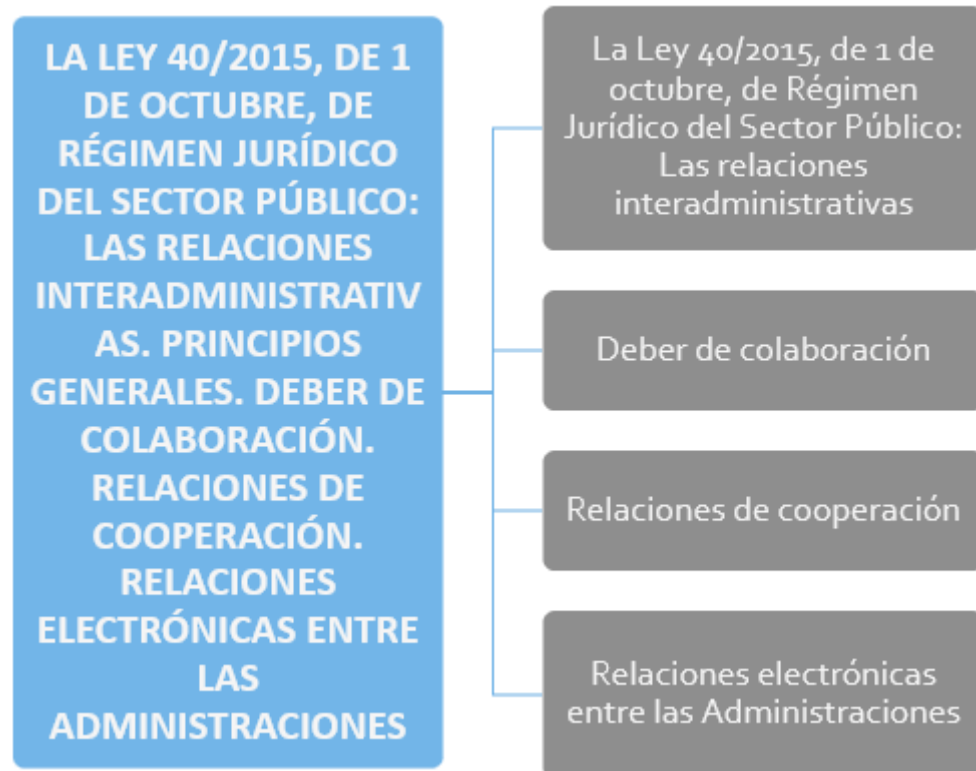 LA LEY 40/2015, DE 1
DE OCTUBRE, DE
RÉGIMEN JURÍDICO
DEL SECTOR PÚBLICO:
LAS RELACIONES
INTERADMINISTRATIV
AS. PRINCIPIOS
GENERALES. DEBER DE
COLABORACIÓN.
RELACIONES DE
COOPERACIÓN.
RELACIONES
ELECTRÓNICAS ENTRE
LAS
ADMINISTRACIONES
La Ley 40/2015, de 1 de
octubre, de Régimen
Jurídico del Sector Público:
Las relaciones
interadministrativas
Deber de colaboración
Relaciones de cooperación
Relaciones electrónicas
entre las Administraciones